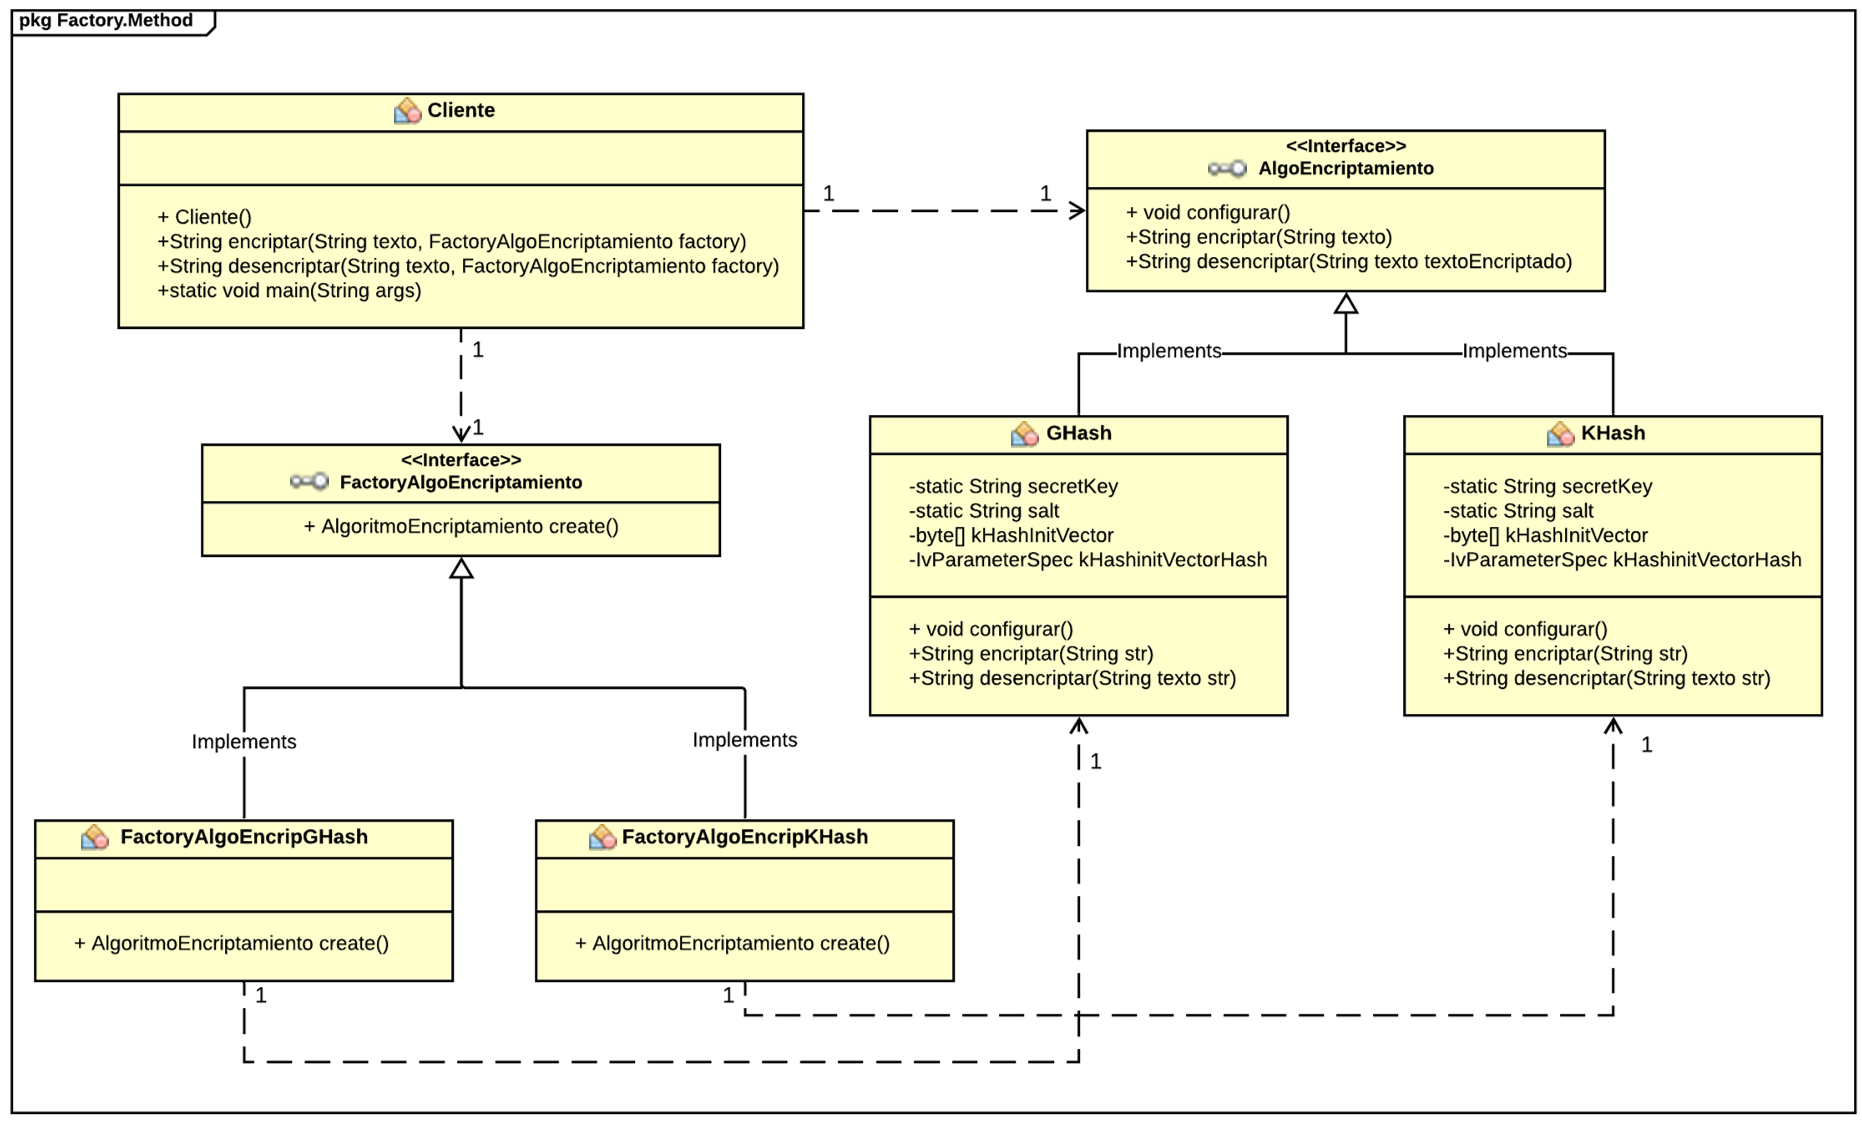 pkg Factory.Method
Cliente
+ Cliente()
+String encriptar(String texto, FactoryAlgoEncriptamiento factory)
+String desencriptar(String texto, FactoryAlgoEncriptamiento factory)
+static void main(String args)
1
1
<<Interface>>
AlgoEncriptamiento
+ void configurar()
+String encriptar(String texto)
+String desencriptar(String texto textoEncriptado)
1
1
<<Interface>>
FactoryAlgoEncriptamiento
+ AlgoritmoEncriptamiento create()
Implements
Implements
GHash
-static String secretKey
-static String salt
-byte[] kHashInitVector
-IvParameterSpec kHashinitVectorHash
+ void configurar()
+String encriptar(String str)
+String desencriptar(String texto str)
KHash
-static String secretKey
-static String salt
-byte[] kHashInitVector
-IvParameterSpec kHashinitVectorHash
+ void configurar()
+String encriptar(String str)
+String desencriptar(String texto str)
Implements
Implements
1
1
FactoryAlgoEncripGHash
+ AlgoritmoEncriptamiento create()
FactoryAlgoEncripKHash
+ AlgoritmoEncriptamiento create()
1
1